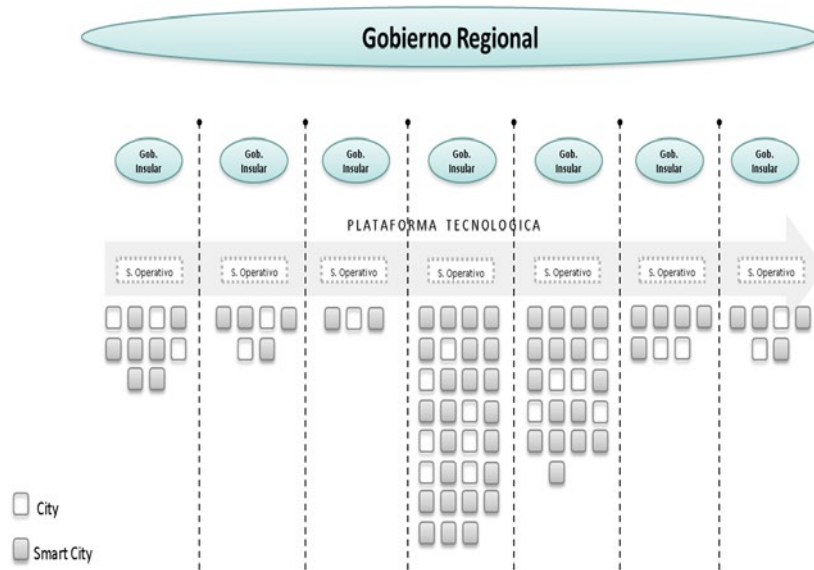 Gobierno Regional
Gob.
Insular
Gob.
Insular
Gob.
Insular
Gob.
Insular
Gob.
Insular
Gob.
Insular
Gob.
Insular
PLATAFORMA TECNOLOGICA
S. Operativo
S. Operativo
S. Operativo
S. Operativo
S. Operativo
S. Operativo
S. Operativo
City
Smart City